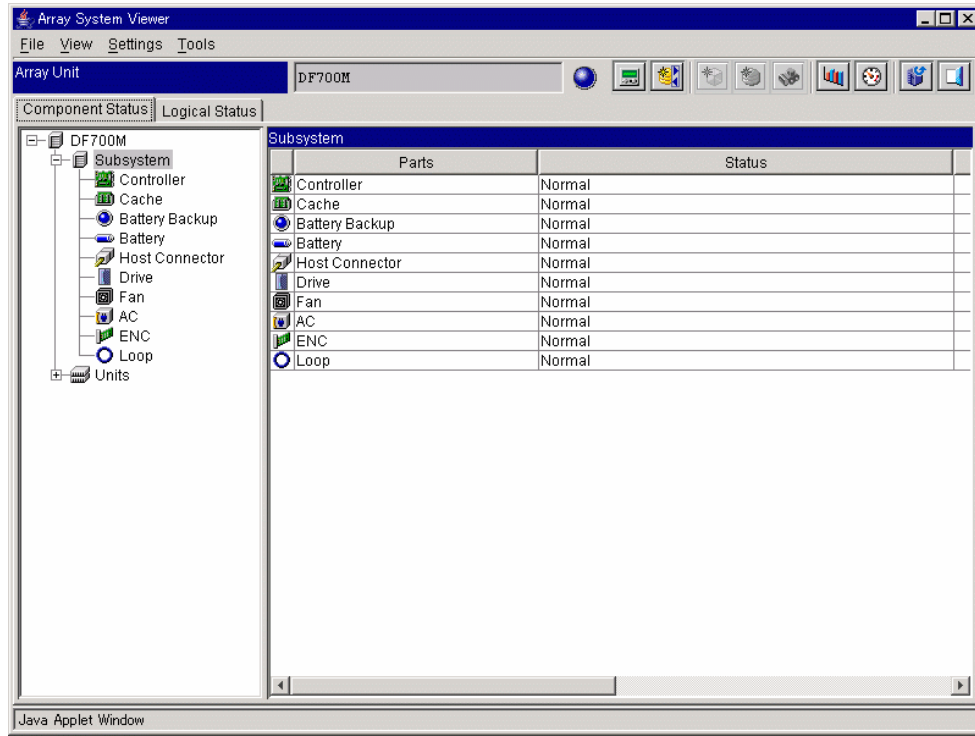 Array System Viewer
File View Settings Tools
Array Unit DF700M
Component Status Logical Status
DF700M
Subsystem
Controller
Cache
Battery Backup
Battery
Host Connector
Drive
Fan
AC
ENC
Loop
Units
Subsystem
Parts Status
Controller Normal
Cache Normal
Battery Backup Normal
Battery Normal
Host Connector Normal
Drive Normal
Fan Normal
AC Normal
ENC Normal
Loop Normal
Java Applet Window